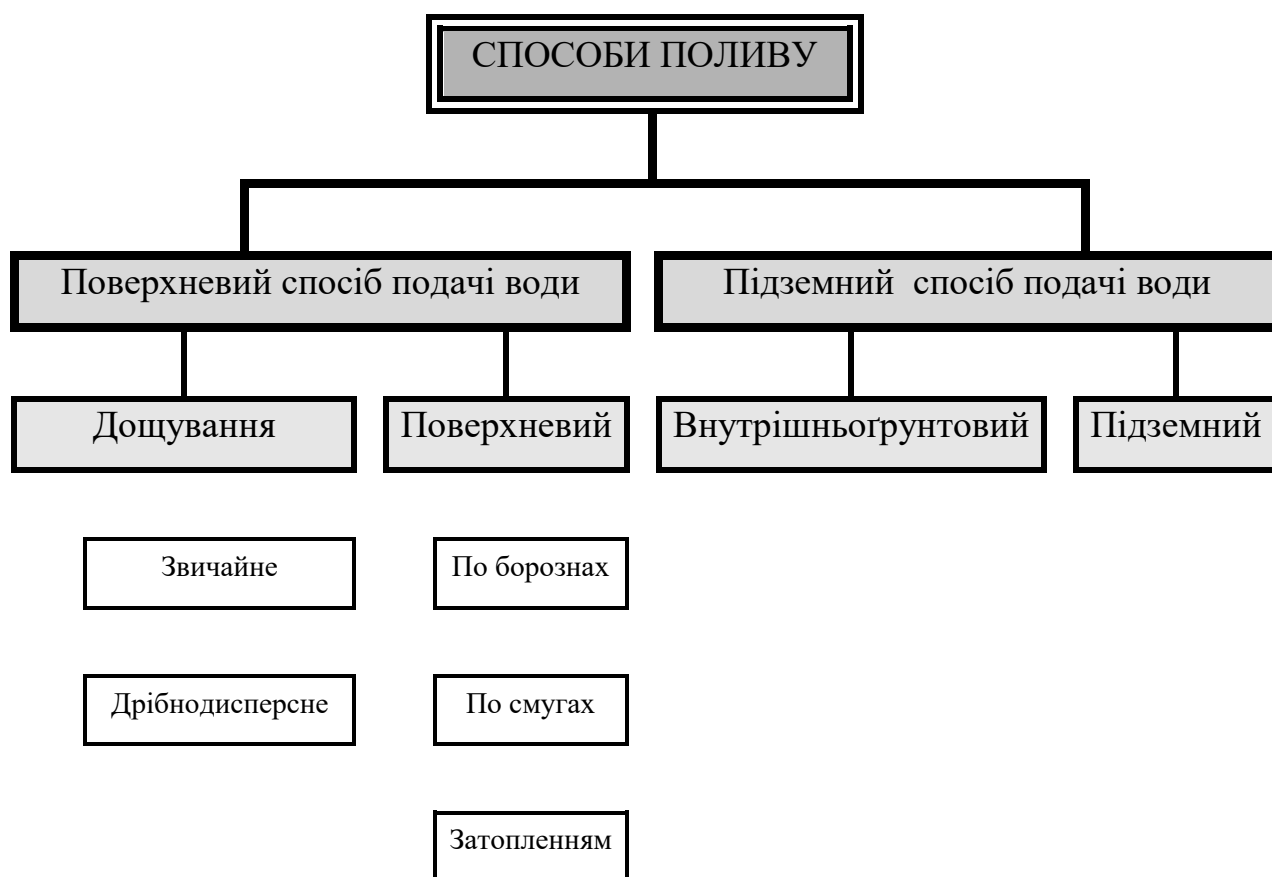 СПОСОБИ ПОЛИВУ
Поверхневий спосіб подачі води
Підземний спосіб подачі води
Дощування
Поверхневий
Внутрішньоґрунтовий
Підземний
Звичайне
По борознах
Дрібнодисперсне
По смугах
Затопленням